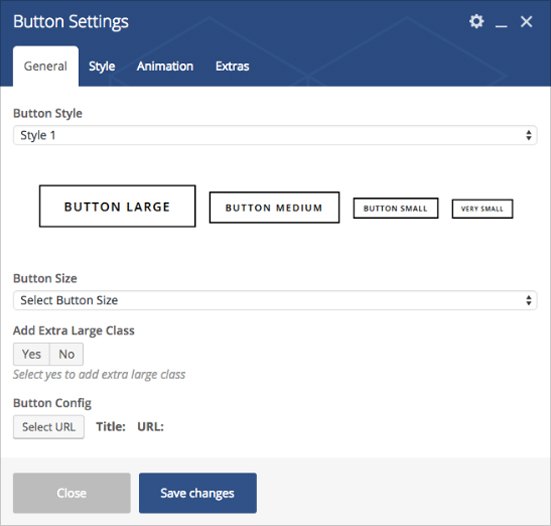 Button Settings
General Style Animation Extras
Button Style
Style 1
BUTTON LARGE BUTTON MEDIUM BUTTON SMALL VERY SMALL
Button Size
Select Button Size
Add Extra Large Class
Yes No
Select yes to add extra large class
Button Config
Select URL Title: URL:
Close Save changes